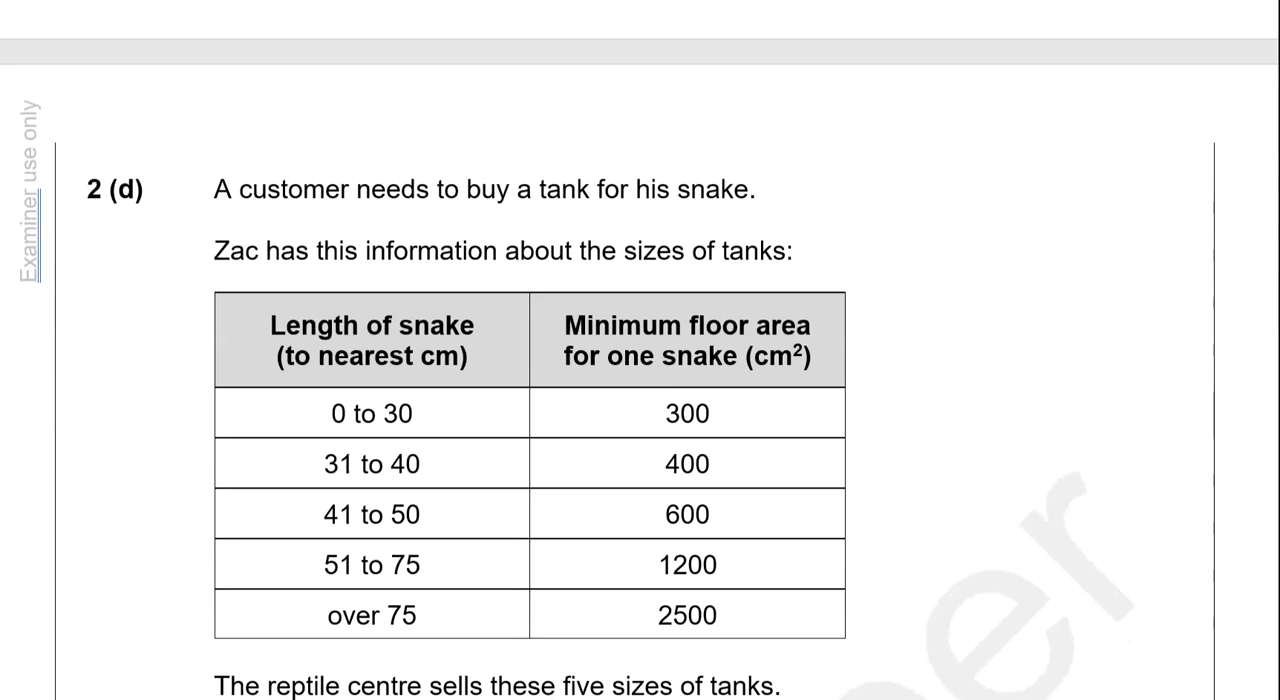 Examiner use only
2 (d) A customer needs to buy a tank for his snake.
Zac has this information about the sizes of tanks:
Length of snake (to nearest cm) Minimum floor area for one snake (cm²)
0 to 30 300
31 to 40 400
41 to 50 600
51 to 75 1200
over 75 2500
The reptile centre sells these five sizes of tanks.
er